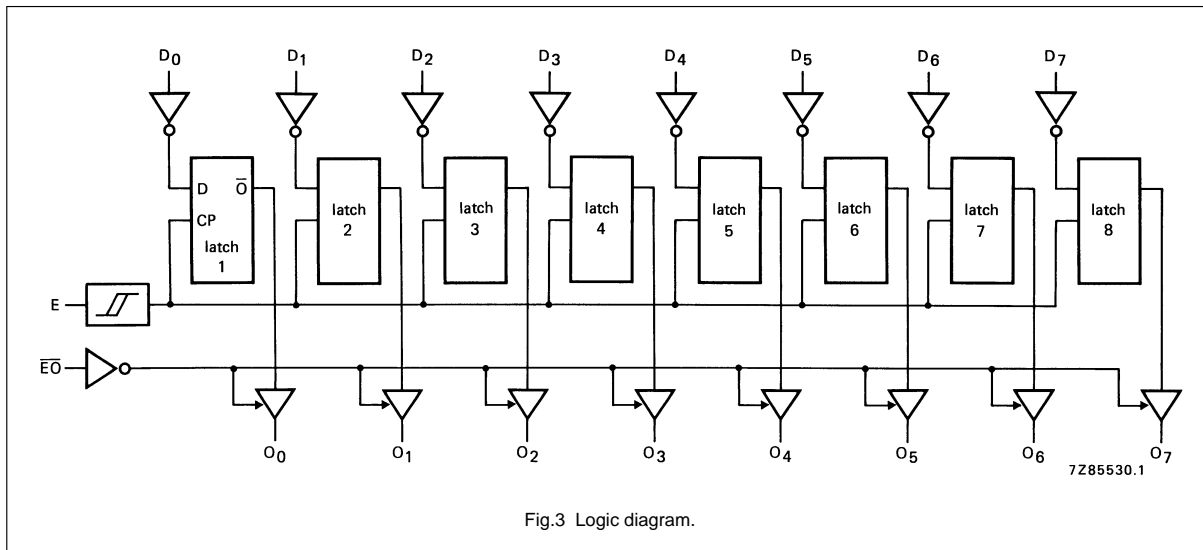 D0 D1 D2 D3 D4 D5 D6 D7
D O̅
CP
latch
1
latch
2
latch
3
latch
4
latch
5
latch
6
latch
7
latch
8
E
E̅O̅
O0 O1 O2 O3 O4 O5 O6 O7
7Z85530.1
Fig.3 Logic diagram.